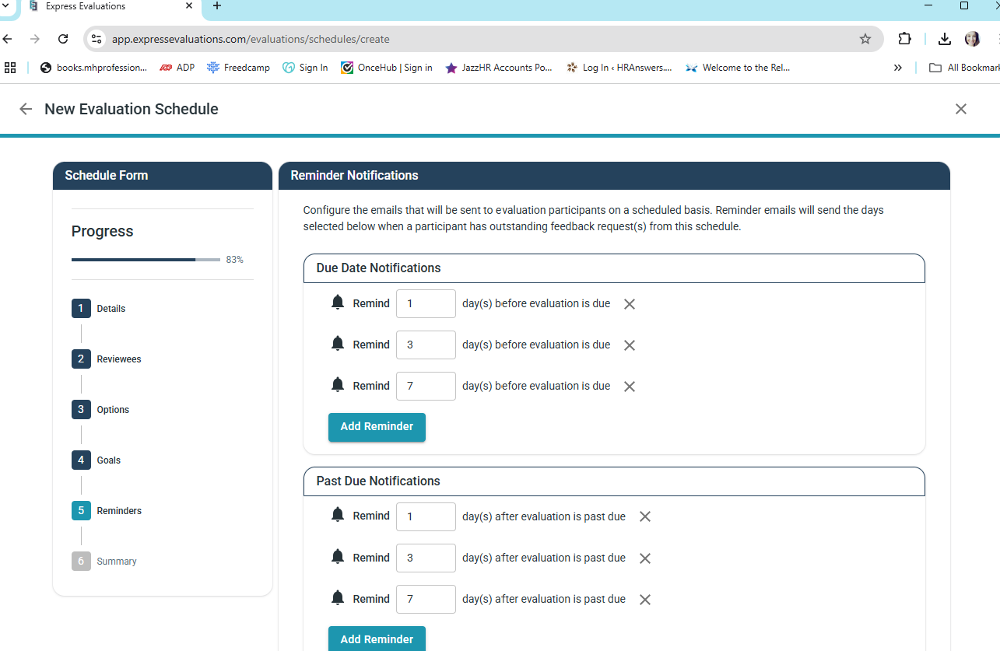 Express Evaluations
app.expressevaluations.com/evaluations/schedules/create
books.mhprofession...
ADP
Freedcamp
Sign In
OnceHub | Sign in
JazzHR Accounts Po...
Log In ‹ HRAnswers....
Welcome to the Rel...
All Bookmar
New Evaluation Schedule
Schedule Form
Progress
83%
1 Details
2 Reviewees
3 Options
4 Goals
5 Reminders
6 Summary
Reminder Notifications
Configure the emails that will be sent to evaluation participants on a scheduled basis. Reminder emails will send the days
selected below when a participant has outstanding feedback request(s) from this schedule.
Due Date Notifications
Remind 1 day(s) before evaluation is due
Remind 3 day(s) before evaluation is due
Remind 7 day(s) before evaluation is due
Add Reminder
Past Due Notifications
Remind 1 day(s) after evaluation is past due
Remind 3 day(s) after evaluation is past due
Remind 7 day(s) after evaluation is past due
Add Reminder